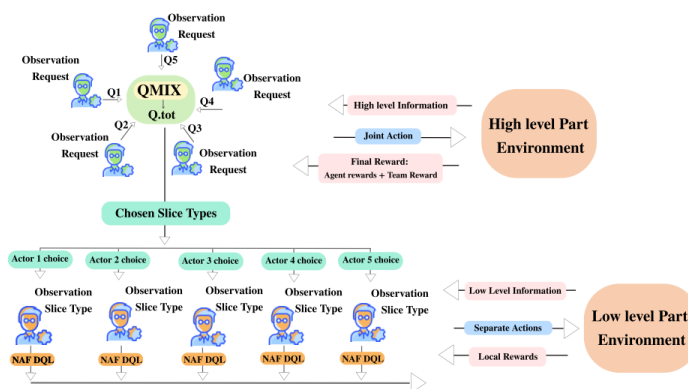 Observation
Request
Q5
Observation
Request
Q1
QMIX
Q.tot
Q4
Observation
Request
Q2
Q3
Observation
Request
Observation
Request
High level Information
Joint Action
Final Reward:
Agent rewards + Team Reward
High level Part
Environment
Chosen Slice Types
Actor 1 choice
Actor 2 choice
Actor 3 choice
Actor 4 choice
Actor 5 choice
Observation
Slice Type
Observation
Slice Type
Observation
Slice Type
Observation
Slice Type
Observation
Slice Type
NAF DQL
NAF DQL
NAF DQL
NAF DQL
NAF DQL
Low Level Information
Separate Actions
Local Rewards
Low level Part
Environment